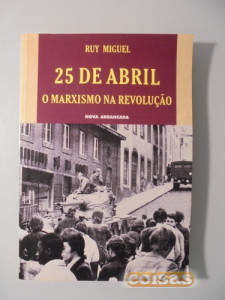 RUY MIGUEL
25 DE ABRIL
O MARXISMO NA REVOLUÇÃO
NOVA ARRANCADA
coisas